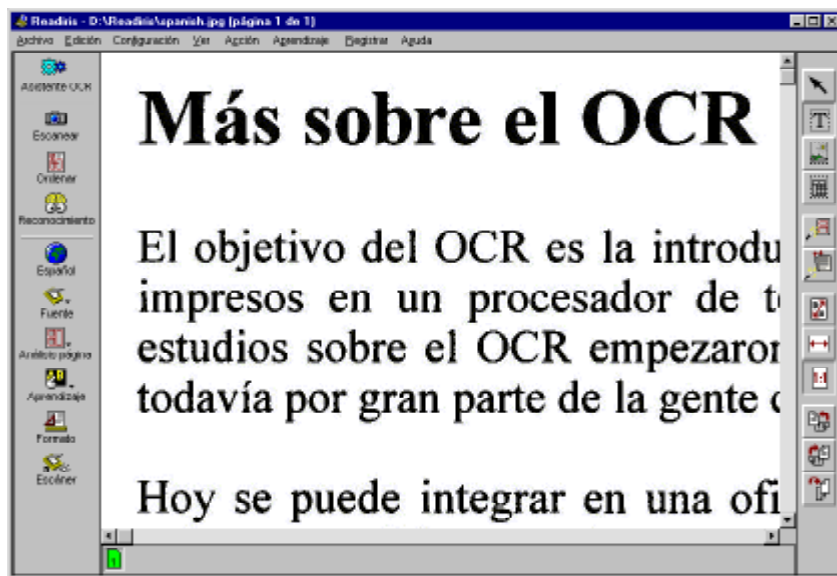 Readiris - D:\Readiris\spanish.jpg (página 1 de 1)
Archivo Edición Configuración Ver Acción Aprendizaje Registrar Ayuda
Asistente OCR
Escanear
Ordenar
Reconocimiento
Español
Fuente
Análisis página
Aprendizaje
Formato
Escáner
Más sobre el OCR
El objetivo del OCR es la introdu
impresos en un procesador de t
estudios sobre el OCR empezaron
todavía por gran parte de la gente
Hoy se puede integrar en una ofi
1:1
1